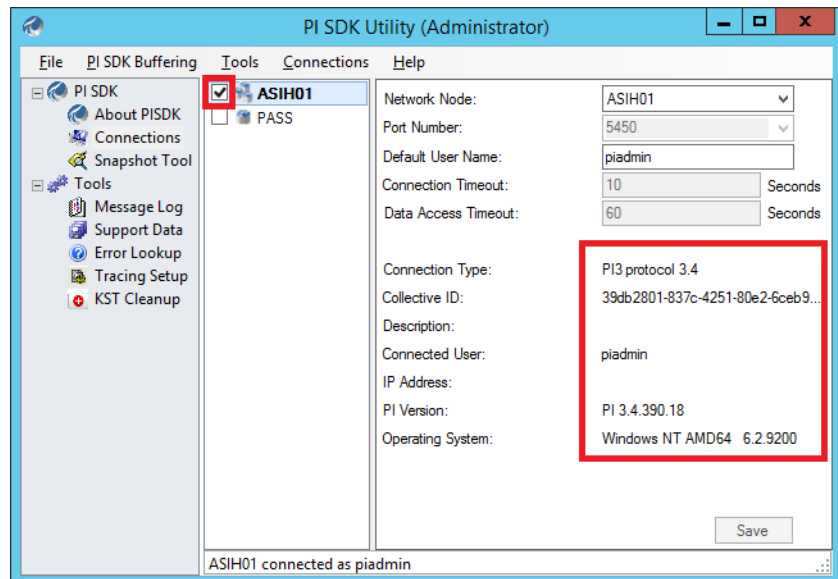 PI SDK Utility (Administrator)
File PI SDK Buffering Tools Connections Help
PI SDK
About PISDK
Connections
Snapshot Tool
Tools
Message Log
Support Data
Error Lookup
Tracing Setup
KST Cleanup
ASIH01
PASS
Network Node: ASIH01
Port Number: 5450
Default User Name: piadmin
Connection Timeout: 10 Seconds
Data Access Timeout: 60 Seconds
Connection Type: PI3 protocol 3.4
Collective ID: 39db2801-837c-4251-80e2-6ceb9...
Description:
Connected User: piadmin
IP Address:
PI Version: PI 3.4.390.18
Operating System: Windows NT AMD64 6.2.9200
Save
ASIH01 connected as piadmin